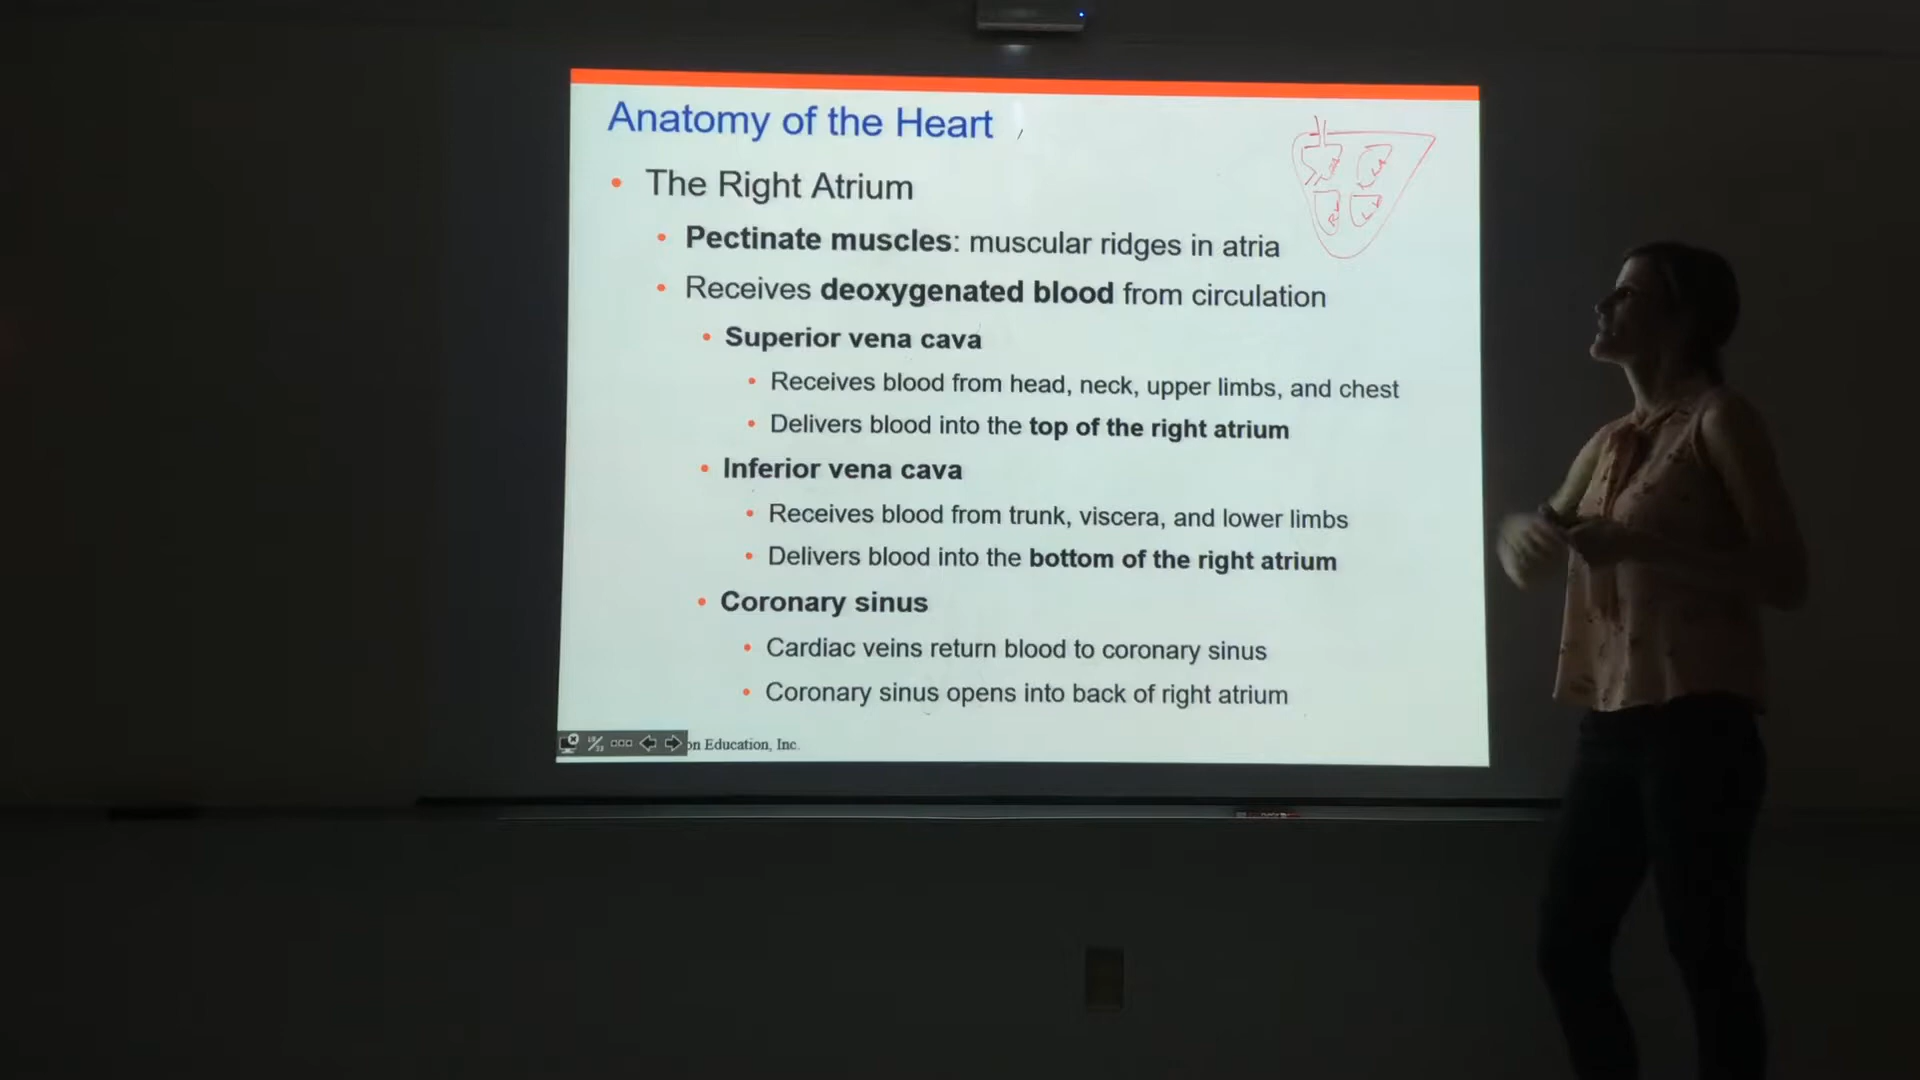 Anatomy of the Heart
• The Right Atrium
• Pectinate muscles: muscular ridges in atria
• Receives deoxygenated blood from circulation
• Superior vena cava
• Receives blood from head, neck, upper limbs, and chest
• Delivers blood into the top of the right atrium
• Inferior vena cava
• Receives blood from trunk, viscera, and lower limbs
• Delivers blood into the bottom of the right atrium
• Coronary sinus
• Cardiac veins return blood to coronary sinus
• Coronary sinus opens into back of right atrium
on Education, Inc.